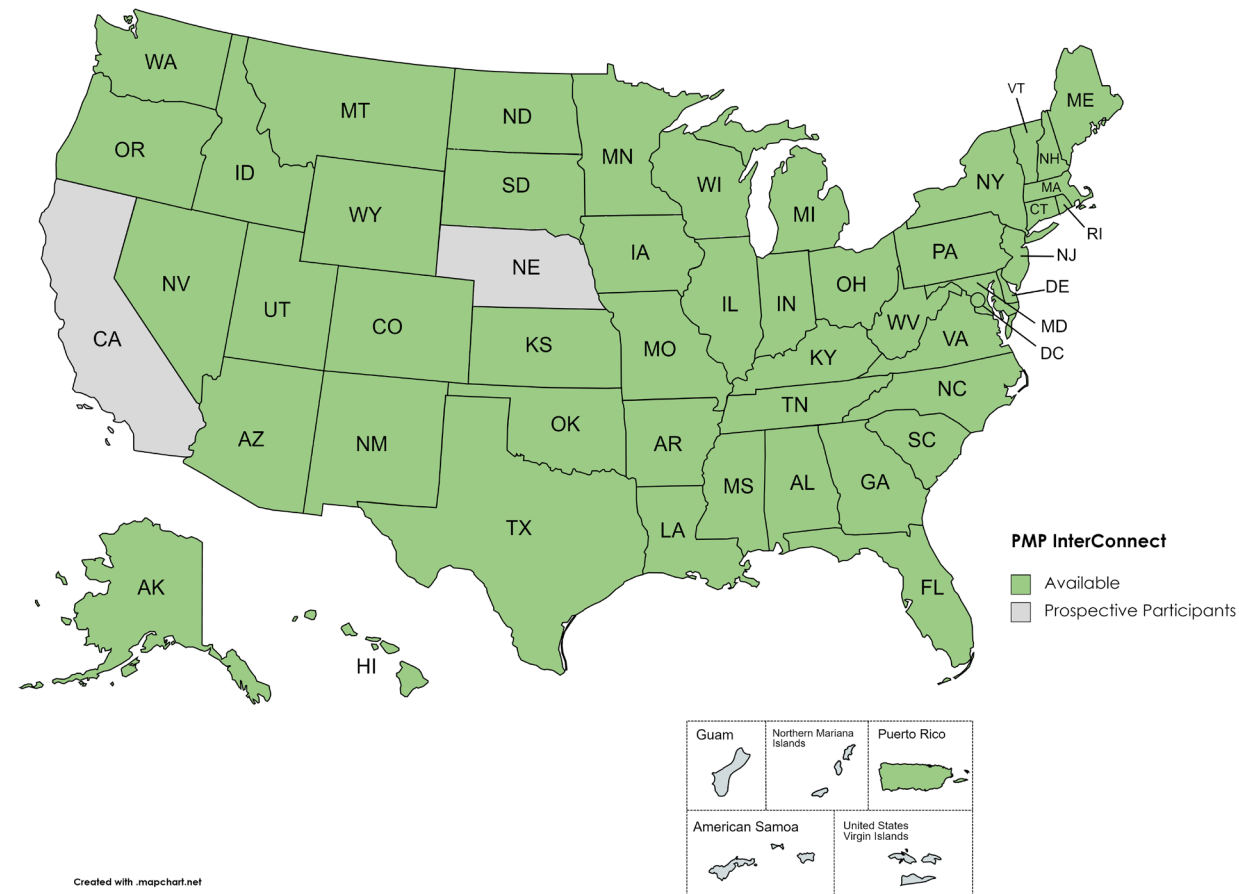 WA
MT
ND
MN
VT
ME
OR
ID
SD
WI
MI
NY
NH
MA
CT
RI
WY
IA
PA
NJ
NE
NV
UT
CO
IL
IN
OH
DE
WV
VA
MD
DC
CA
KS
MO
KY
NC
TN
AZ
NM
OK
AR
SC
MS
AL
GA
TX
LA
FL
PMP InterConnect
Available
Prospective Participants
AK
HI
Guam
Northern Mariana
Islands
Puerto Rico
American Samoa
United States
Virgin Islands
Created with .mapchart.net